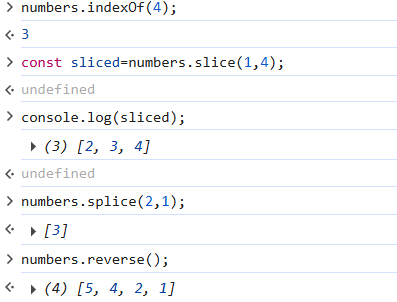 numbers.indexOf(4);
3
const sliced=numbers.slice(1,4);
undefined
console.log(sliced);
(3) [2, 3, 4]
undefined
numbers.splice(2,1);
[3]
numbers.reverse();
(4) [5, 4, 2, 1]